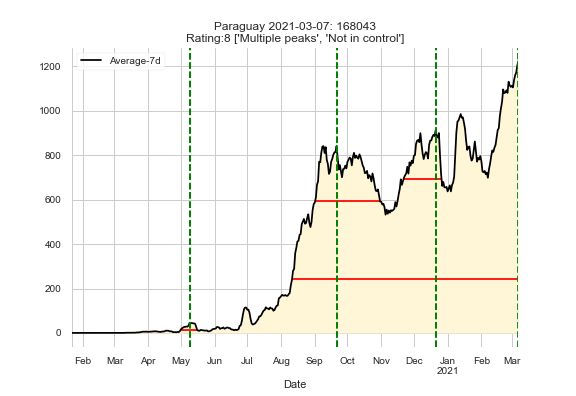 Paraguay 2021-03-07: 168043
Rating:8 ['Multiple peaks', 'Not in control']
Average-7d
1200
1000
800
600
400
200
0
Feb Mar Apr May Jun Jul Aug Sep Oct Nov Dec Jan Feb Mar
2021
Date